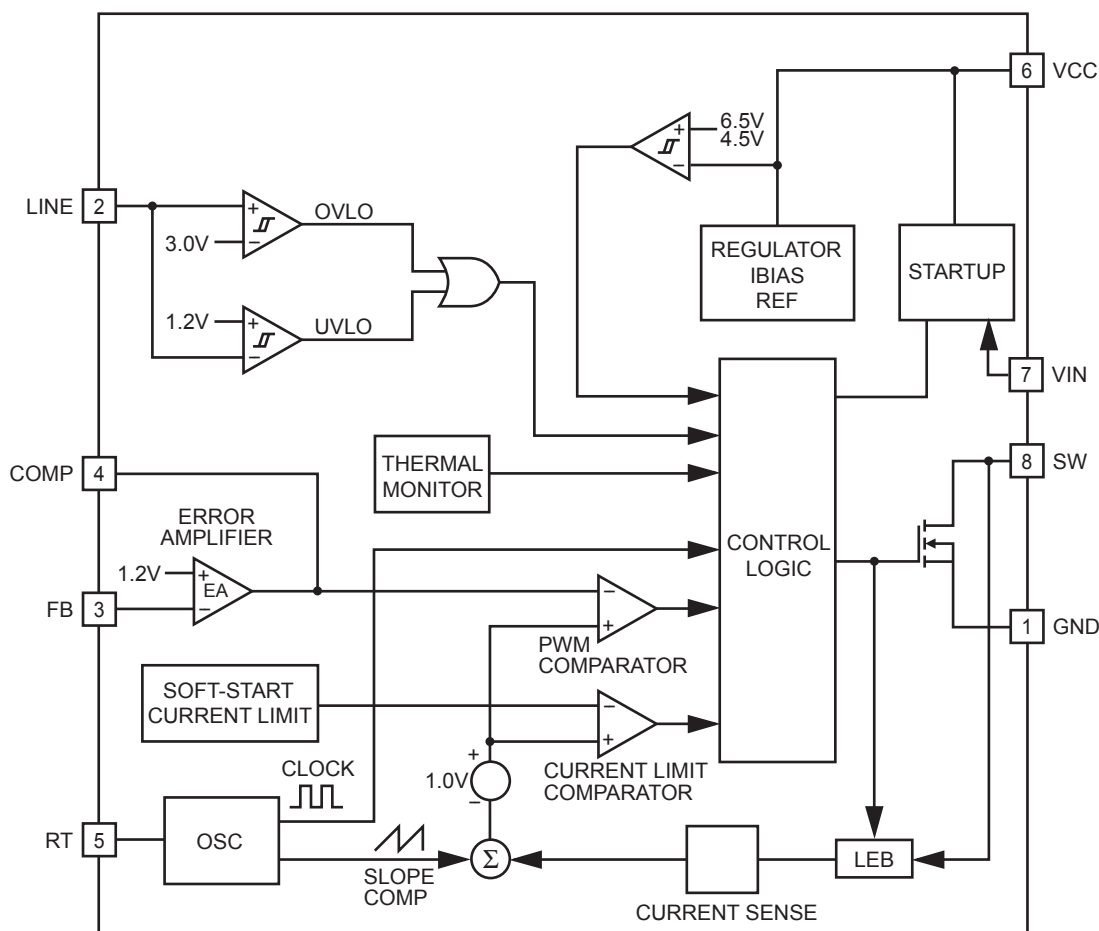 6 VCC
6.5V
4.5V
+
−
LINE 2
+
−
OVLO
3.0V
REGULATOR
IBIAS
REF
STARTUP
1.2V
+
−
UVLO
7 VIN
COMP 4
THERMAL
MONITOR
8 SW
ERROR
AMPLIFIER
CONTROL
LOGIC
1.2V
+
EA
−
FB 3
−
+
PWM
COMPARATOR
1 GND
SOFT-START
CURRENT LIMIT
−
+
CURRENT LIMIT
COMPARATOR
+
1.0V
−
CLOCK
RT 5
OSC
SLOPE
COMP
Σ
LEB
CURRENT SENSE